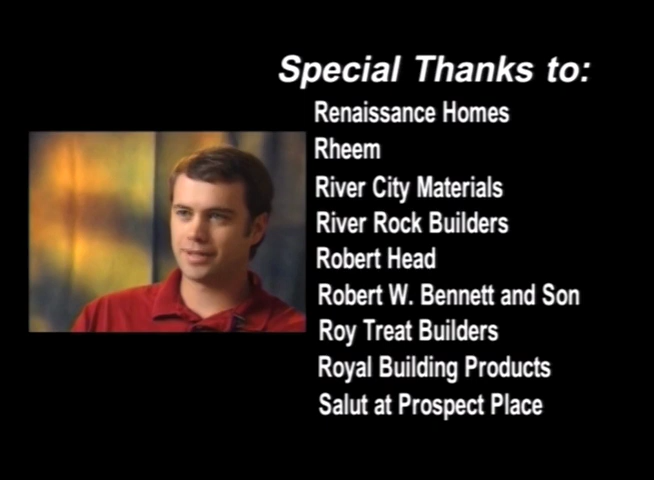 Special Thanks to:
Renaissance Homes
Rheem
River City Materials
River Rock Builders
Robert Head
Robert W. Bennett and Son
Roy Treat Builders
Royal Building Products
Salut at Prospect Place